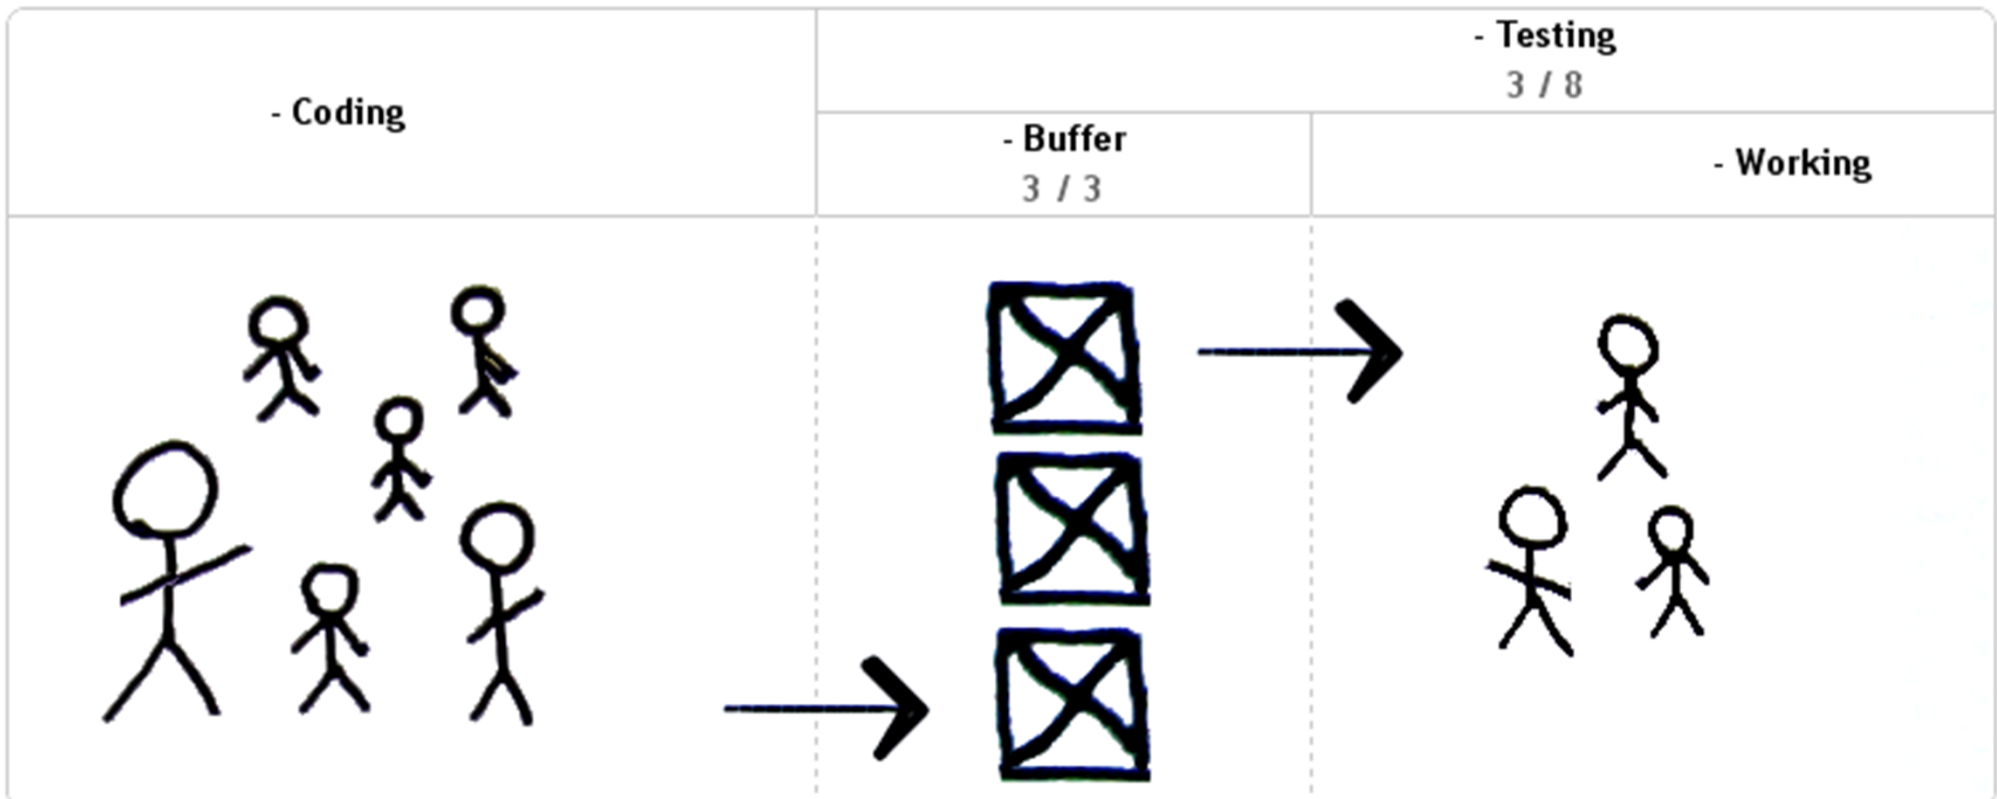 - Coding
- Testing
3 / 8
- Buffer
3 / 3
- Working